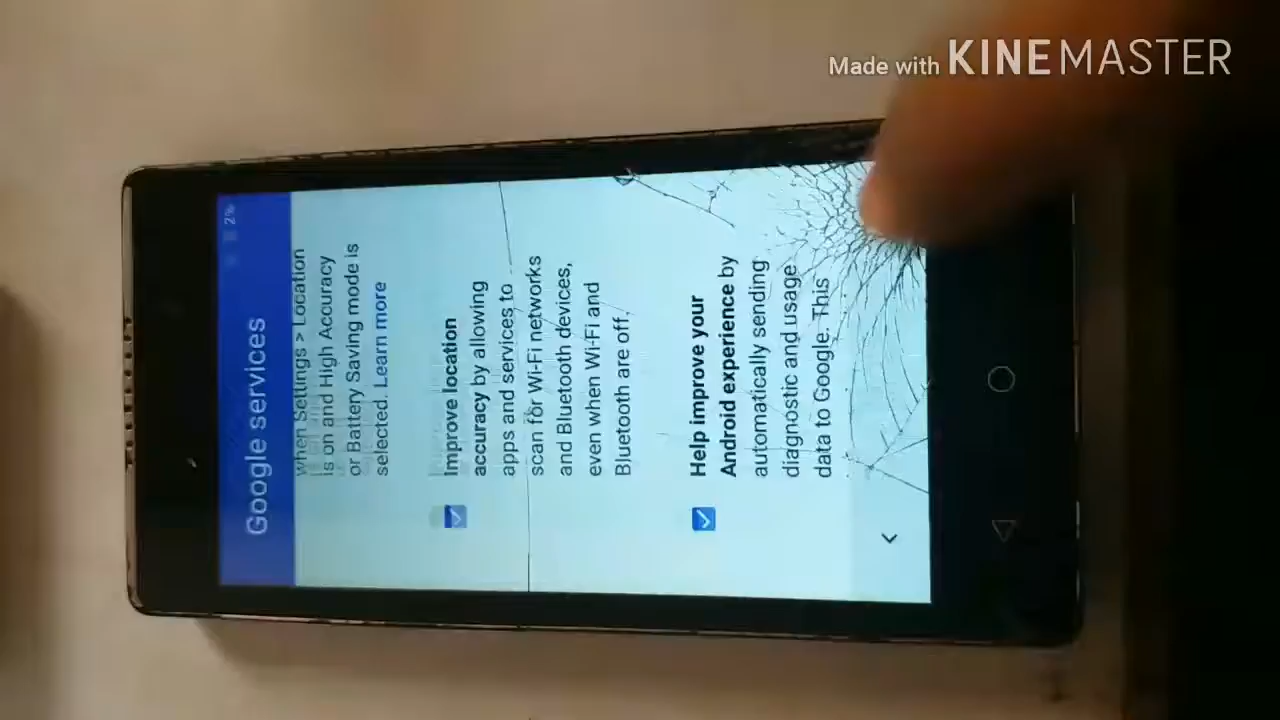 Made with KINEMASTER
2%
Google services
when Settings > Location
is on and High Accuracy
or Battery Saving mode is
selected. Learn more
Improve location
accuracy by allowing
apps and services to
scan for Wi-Fi networks
and Bluetooth devices,
even when Wi-Fi and
Bluetooth are off.
Help improve your
Android experience by
automatically sending
diagnostic and usage
data to Google. This